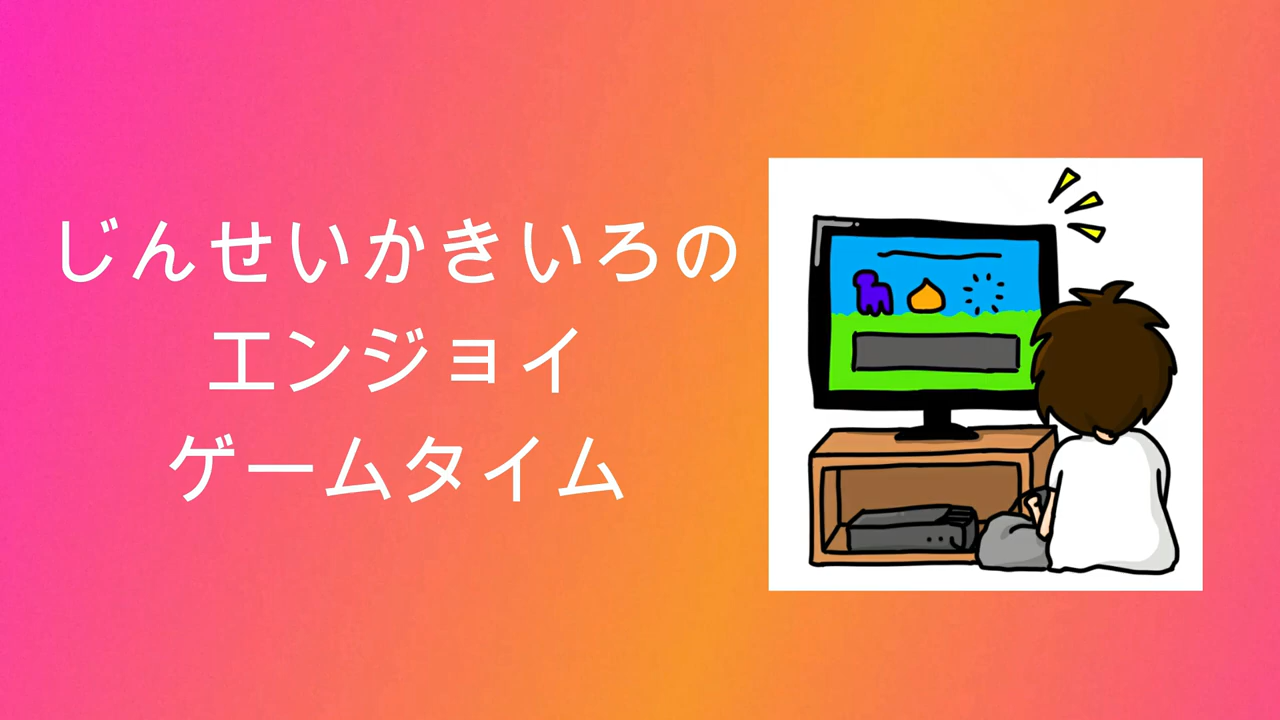 じんせいかきいろの
エンジョイ
ゲームタイム